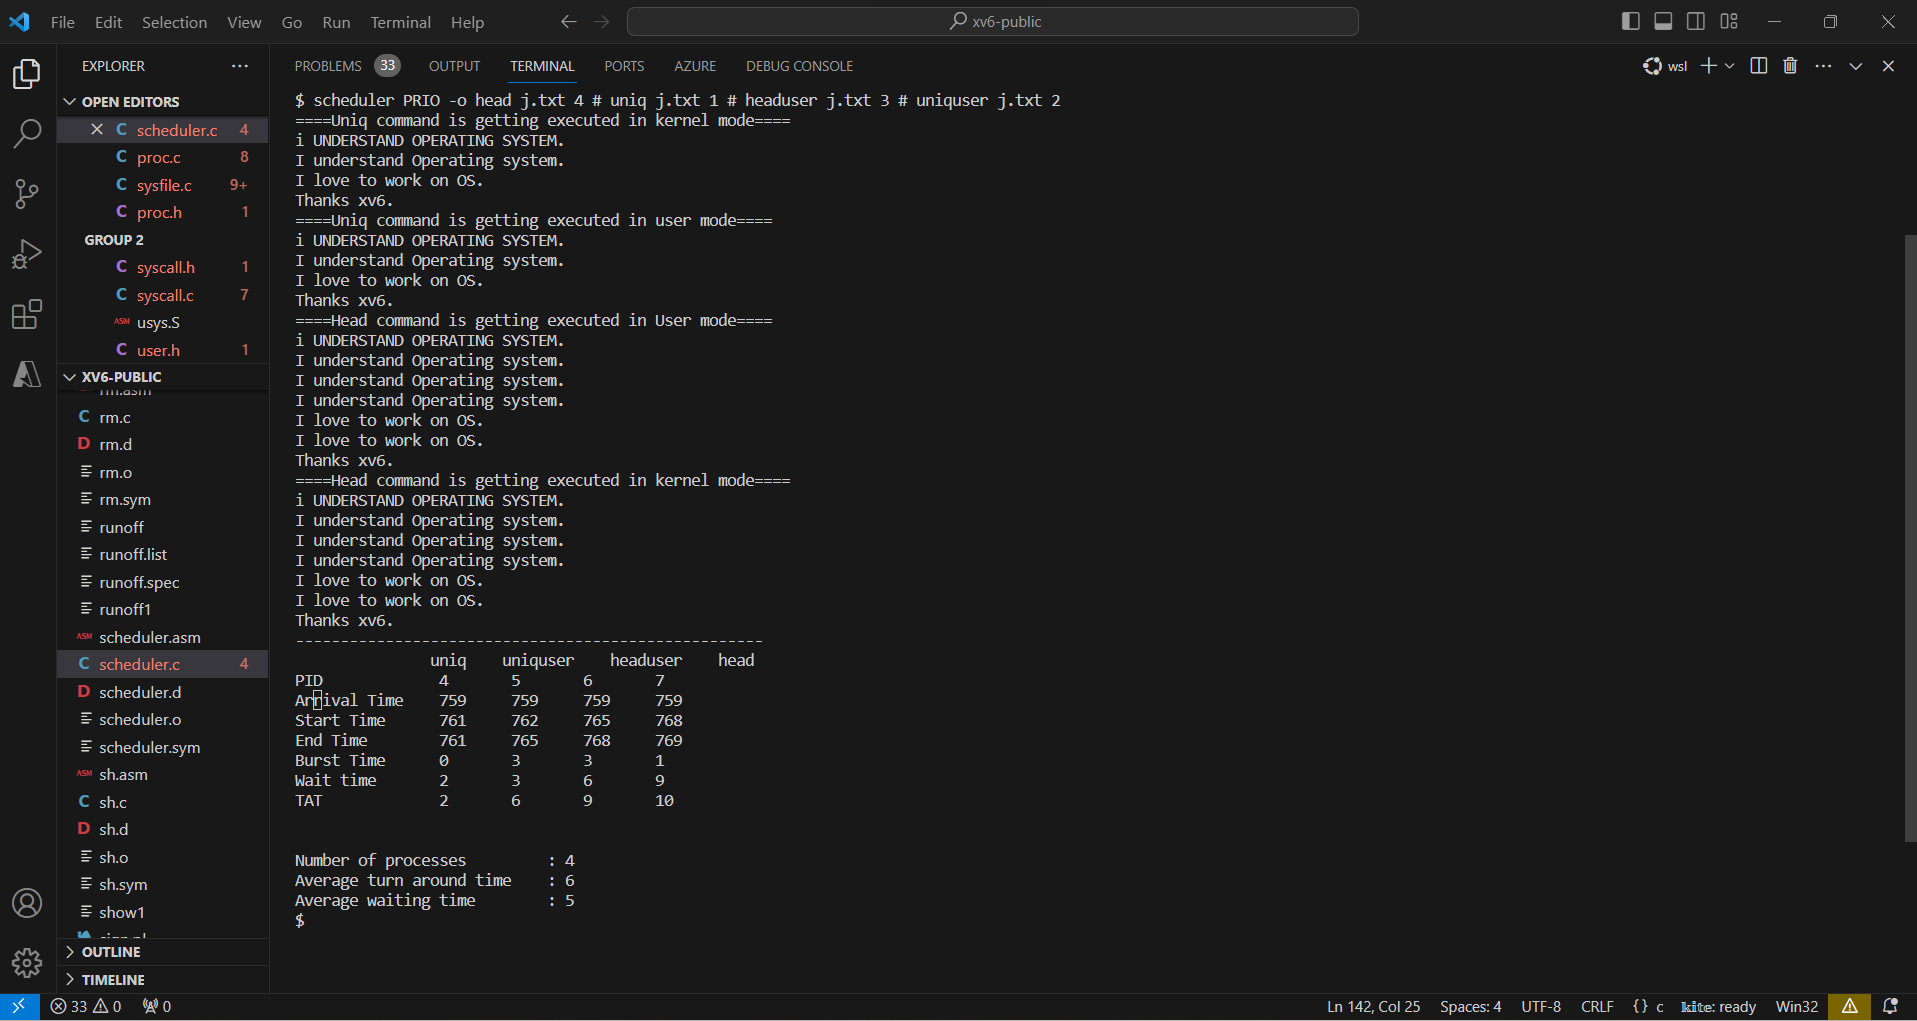 File Edit Selection View Go Run Terminal Help
xv6-public
EXPLORER
OPEN EDITORS
scheduler.c 4
proc.c 8
sysfile.c 9+
proc.h 1
GROUP 2
syscall.h 1
syscall.c 7
ASM usys.S
user.h 1
XV6-PUBLIC
rm.asm
C rm.c
D rm.d
rm.o
rm.sym
runoff
runoff.list
runoff.spec
runoff1
ASM scheduler.asm
C scheduler.c 4
D scheduler.d
scheduler.o
scheduler.sym
ASM sh.asm
C sh.c
D sh.d
sh.o
sh.sym
show1
OUTLINE
TIMELINE
PROBLEMS 33 OUTPUT TERMINAL PORTS AZURE DEBUG CONSOLE
wsl
$ scheduler PRIO -o head j.txt 4 # uniq j.txt 1 # headuser j.txt 3 # uniquser j.txt 2
====Uniq command is getting executed in kernel mode====
i UNDERSTAND OPERATING SYSTEM.
I understand Operating system.
I love to work on OS.
Thanks xv6.
====Uniq command is getting executed in user mode====
i UNDERSTAND OPERATING SYSTEM.
I understand Operating system.
I love to work on OS.
Thanks xv6.
====Head command is getting executed in User mode====
i UNDERSTAND OPERATING SYSTEM.
I understand Operating system.
I understand Operating system.
I understand Operating system.
I love to work on OS.
I love to work on OS.
Thanks xv6.
====Head command is getting executed in kernel mode====
i UNDERSTAND OPERATING SYSTEM.
I understand Operating system.
I understand Operating system.
I understand Operating system.
I love to work on OS.
I love to work on OS.
Thanks xv6.
----------------------------------------------------
uniq uniquser headuser head
PID 4 5 6 7
Arrival Time 759 759 759 759
Start Time 761 762 765 768
End Time 761 765 768 769
Burst Time 0 3 3 1
Wait time 2 3 6 9
TAT 2 6 9 10
Number of processes : 4
Average turn around time : 6
Average waiting time : 5
$
33 0 0 Ln 142, Col 25 Spaces: 4 UTF-8 CRLF {} c kite: ready Win32